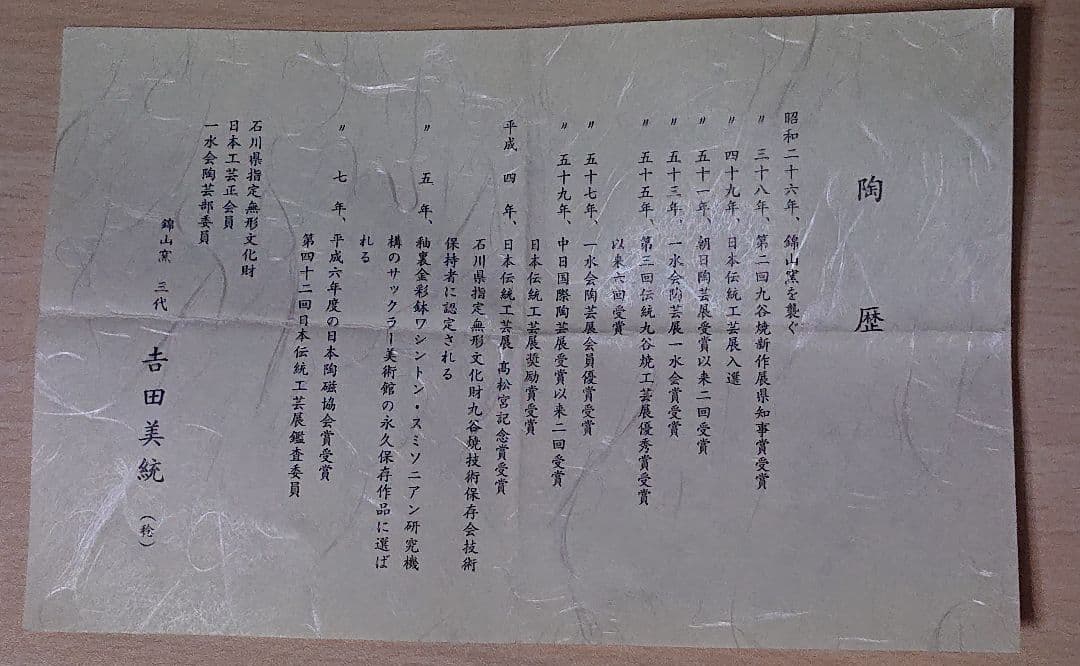 陶歴
昭和二十六年、錦山窯を襲ぐ
〃 三十八年、第二回九谷焼新作展県知事賞受賞
〃 四十九年、日本伝統工芸展入選
〃 五十一年、朝日陶芸展受賞以来二回受賞
〃 五十三年、一水会陶芸展一水会賞受賞
〃 五十五年、第三回伝統九谷焼工芸展優秀賞受賞
以来六回受賞
〃 五十七年、一水会陶芸展会員優賞受賞
〃 五十九年、中日国際陶芸展受賞以来二回受賞
日本伝統工芸展奨励賞受賞
平成 四 年、日本伝統工芸展 高松宮記念賞受賞
石川県指定無形文化財九谷焼技術保存会技術
保持者に認定される
〃 五 年、釉裏金彩鉢ワシントン・スミソニアン研究機
構のサックラー美術館の永久保存作品に選ば
れる
〃 七 年、平成六年度の日本陶磁協会賞受賞
第四十二回日本伝統工芸展鑑査委員
石川県指定無形文化財
日本工芸正会員
一水会陶芸部委員
錦山窯 三代 𠮷田美統 (稔)